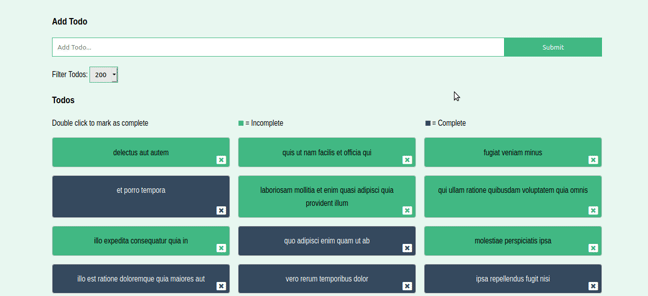 Add Todo
Add Todo...
Submit
Filter Todos: 200
Todos
Double click to mark as complete
= Incomplete
= Complete
delectus aut autem
quis ut nam facilis et officia qui
fugiat veniam minus
et porro tempora
laboriosam mollitia et enim quasi adipisci quia
provident illum
qui ullam ratione quibusdam voluptatem quia omnis
illo expedita consequatur quia in
quo adipisci enim quam ut ab
molestiae perspiciatis ipsa
illo est ratione doloremque quia maiores aut
vero rerum temporibus dolor
ipsa repellendus fugit nisi